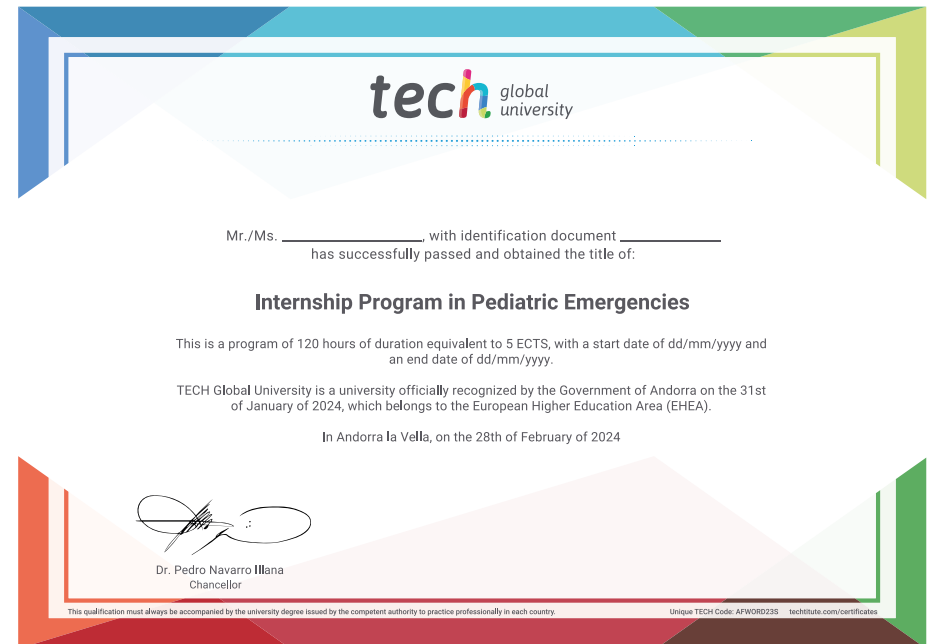 tech global university
Mr./Ms. ____________, with identification document ____________
has successfully passed and obtained the title of:
Internship Program in Pediatric Emergencies
This is a program of 120 hours of duration equivalent to 5 ECTS, with a start date of dd/mm/yyyy and
an end date of dd/mm/yyyy.
TECH Global University is a university officially recognized by the Government of Andorra on the 31st
of January of 2024, which belongs to the European Higher Education Area (EHEA).
In Andorra la Vella, on the 28th of February of 2024
Dr. Pedro Navarro Illana
Chancellor
This qualification must always be accompanied by the university degree issued by the competent authority to practice professionally in each country.
Unique TECH Code: AFWORD23S techtitute.com/certificates